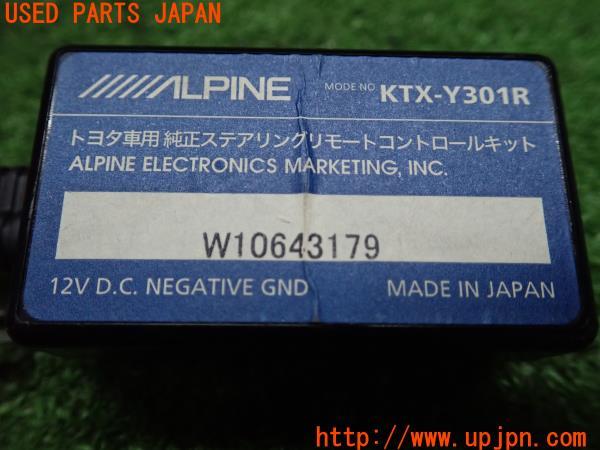 USED PARTS JAPAN
ALPINE MODE NO KTX-Y301R
トヨタ車用 純正ステアリングリモートコントロールキット
ALPINE ELECTRONICS MARKETING, INC.
W10643179
12V D.C. NEGATIVE GND MADE IN JAPAN
http://www.upjpn.com